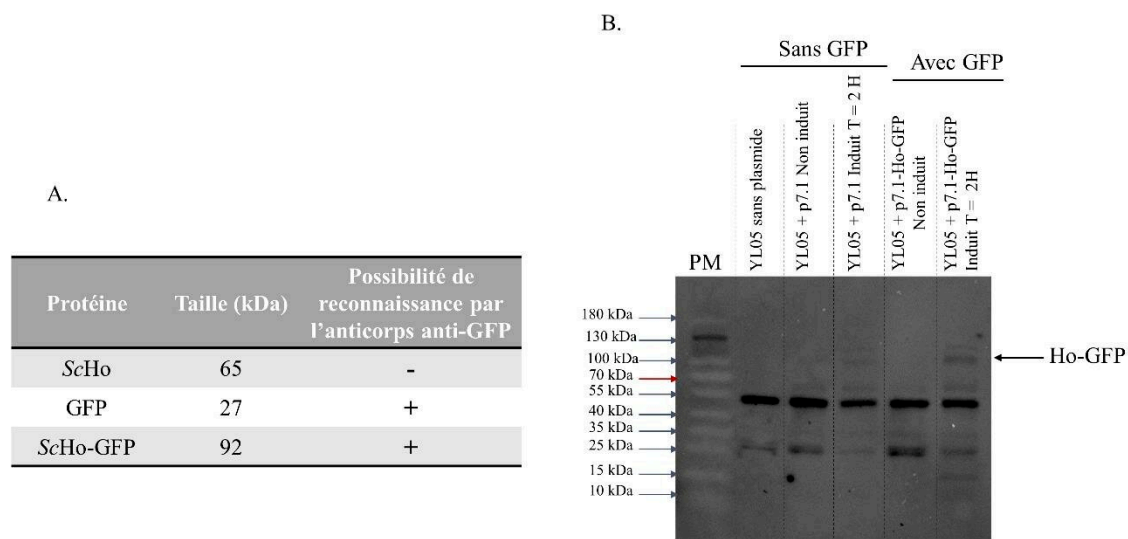 A.
Protéine Taille (kDa) Possibilité de
reconnaissance par
l'anticorps anti-GFP
ScHo 65 -
GFP 27 +
ScHo-GFP 92 +
B.
Sans GFP
Avec GFP
PM
YL05 sans plasmide
YL05 + p7.1 Non induit
YL05 + p7.1 Induit T = 2 H
YL05 + p7.1-Ho-GFP
Non induit
YL05 + p7.1-Ho-GFP
Induit T = 2H
180 kDa
130 kDa
100 kDa
70 kDa
55 kDa
40 kDa
35 kDa
25 kDa
15 kDa
10 kDa
Ho-GFP